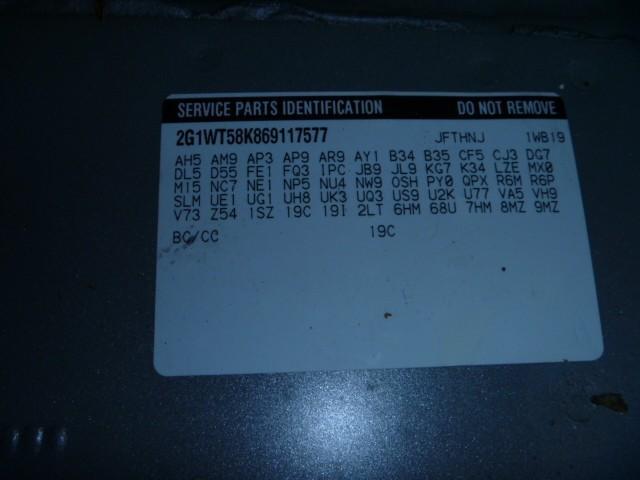 SERVICE PARTS IDENTIFICATION DO NOT REMOVE
2G1WT58K869117577 JFTHNJ 1WB19
AH5 AM9 AP3 AP9 AR9 AY1 B34 B35 CF5 CJ3 DG7
DL5 D55 FE1 FQ3 IPC JB9 JL9 KG7 K34 LZE MX0
M15 NC7 NE1 NP5 NU4 NW9 OSH PY0 QPX R6M R6P
SLM UE1 UG1 UH8 UK3 UQ3 US9 U2K U77 VA5 VH9
V73 Z54 1SZ 19C 19I 2LT 6HM 68U 7HM 8MZ 9MZ
BC/CC 19C